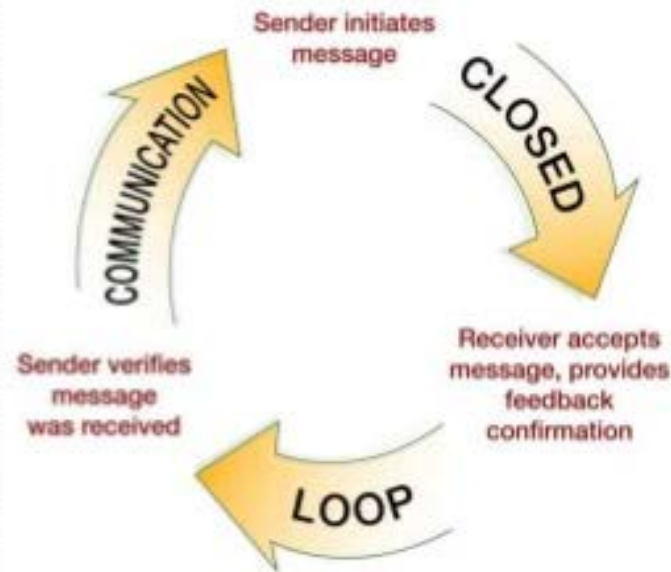 Sender initiates
message
CLOSED
Receiver accepts
message, provides
feedback
confirmation
LOOP
Sender verifies
message
was received
COMMUNICATION